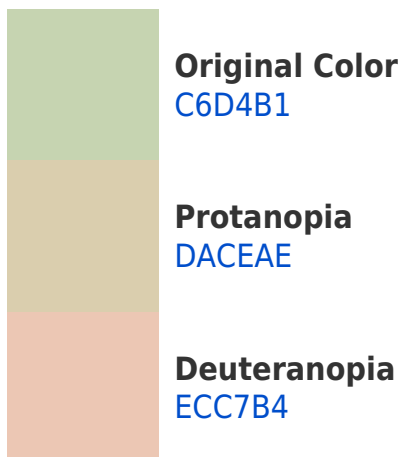 Original Color
C6D4B1
Protanopia
DACEAE
Deuteranopia
ECC7B4